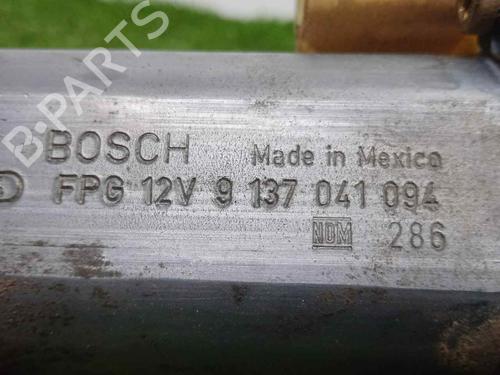 B-PARTS
BOSCH Made in Mexico
FPG 12V 9 137 041 094
NOM 286